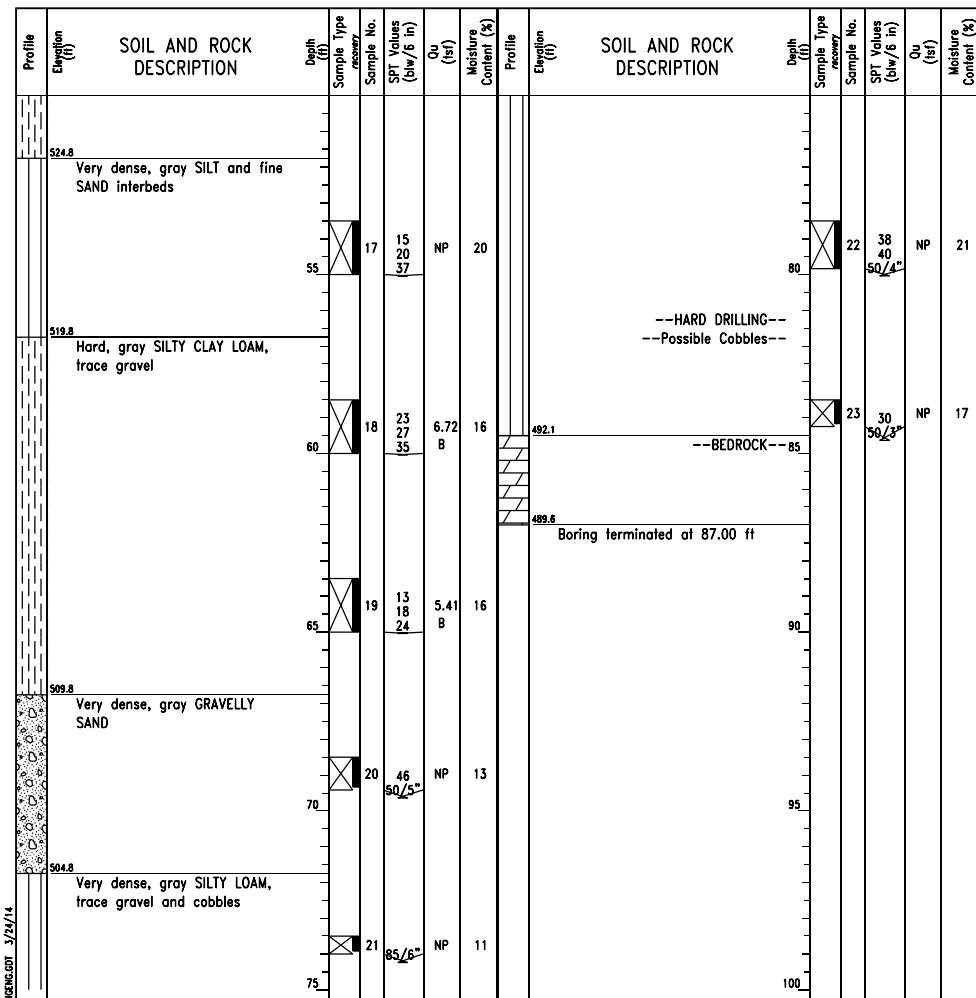 Profile
Elevation
(ft)
SOIL AND ROCK
DESCRIPTION
Depth
(ft)
Sample Type
recovery
Sample No.
SPT Values
(blw/6 in)
Qu
(tsf)
Moisture
Content (%)
Profile
Elevation
(ft)
SOIL AND ROCK
DESCRIPTION
Depth
(ft)
Sample Type
recovery
Sample No.
SPT Values
(blw/6 in)
Qu
(tsf)
Moisture
Content (%)
524.8
Very dense, gray SILT and fine
SAND interbeds
17
15
20
37
NP
20
55
519.8
Hard, gray SILTY CLAY LOAM,
trace gravel
18
23
27
35
6.72
B
16
60
19
13
18
24
5.41
B
16
65
509.8
Very dense, gray GRAVELLY
SAND
20
46
50/5"
NP
13
70
504.8
Very dense, gray SILTY LOAM,
trace gravel and cobbles
21
85/6"
NP
11
75
22
38
40
50/4"
NP
21
80
--HARD DRILLING--
--Possible Cobbles--
23
30
50/3"
NP
17
492.1
--BEDROCK--
85
489.6
Boring terminated at 87.00 ft
90
95
100
NGENG.GDT 3/24/14